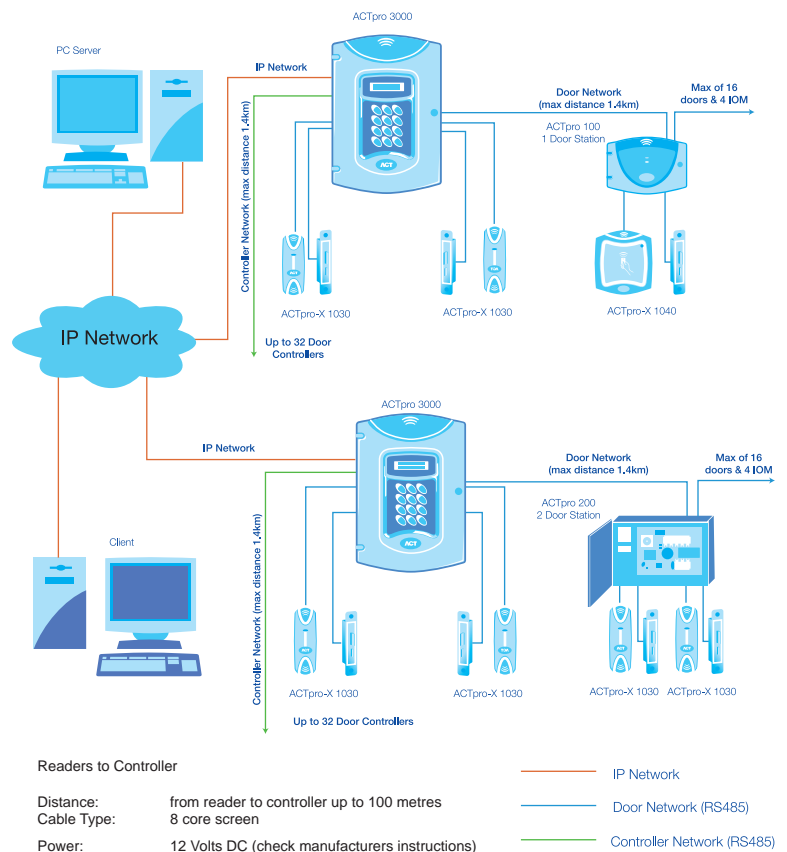 ACTpro 3000
PC Server
IP Network
Door Network
(max distance 1.4km)
Max of 16
doors & 4 IOM
ACTpro 100
1 Door Station
Controller Network (max distance 1.4km)
ACT
ACT
ACTpro-X 1030
ACTpro-X 1030
ACTpro-X 1040
IP Network
Up to 32 Door
Controllers
ACTpro 3000
IP Network
Door Network
(max distance 1.4km)
Max of 16
doors & 4 IOM
ACTpro 200
2 Door Station
Controller Network (max distance 1.4km)
Client
ACT
ACT
ACTpro-X 1030
ACTpro-X 1030
ACTpro-X 1030
ACTpro-X 1030
Up to 32 Door Controllers
Readers to Controller
Distance: from reader to controller up to 100 metres
Cable Type: 8 core screen
Power: 12 Volts DC (check manufacturers instructions)
IP Network
Door Network (RS485)
Controller Network (RS485)